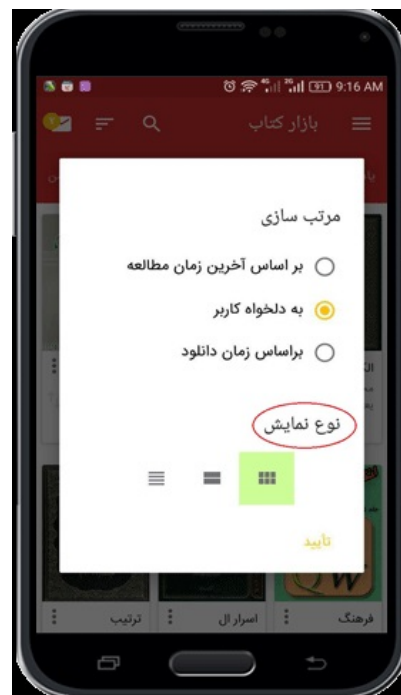 9:16 AM
بازار کتاب
مرتب سازی
بر اساس آخرین زمان مطالعه
به دلخواه کاربر
براساس زمان دانلود
نوع نمایش
تأیید
فرهنگ
اسرار ال
ترتیب